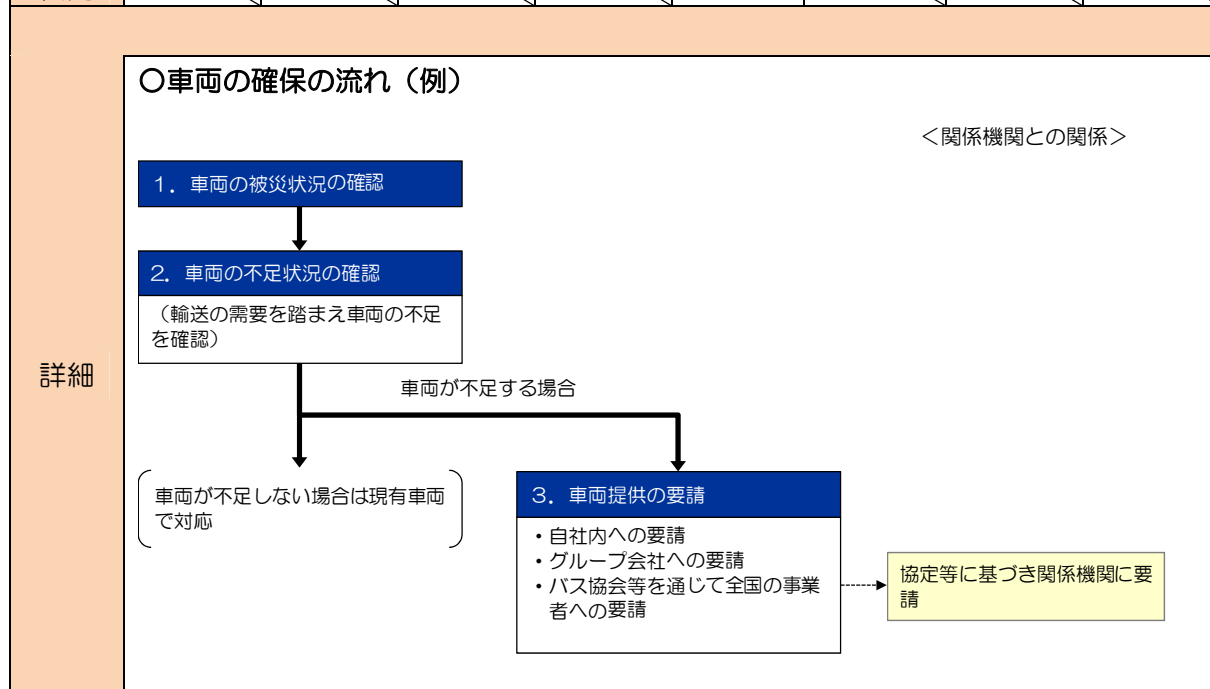 〇車両の確保の流れ（例）
＜関係機関との関係＞
１．車両の被災状況の確認
２．車両の不足状況の確認
（輸送の需要を踏まえ車両の不足
を確認）
詳細
車両が不足する場合
車両が不足しない場合は現有車両
で対応
３．車両提供の要請
・自社内への要請
・グループ会社への要請
・バス協会等を通じて全国の事業
者への要請
協定等に基づき関係機関に要
請